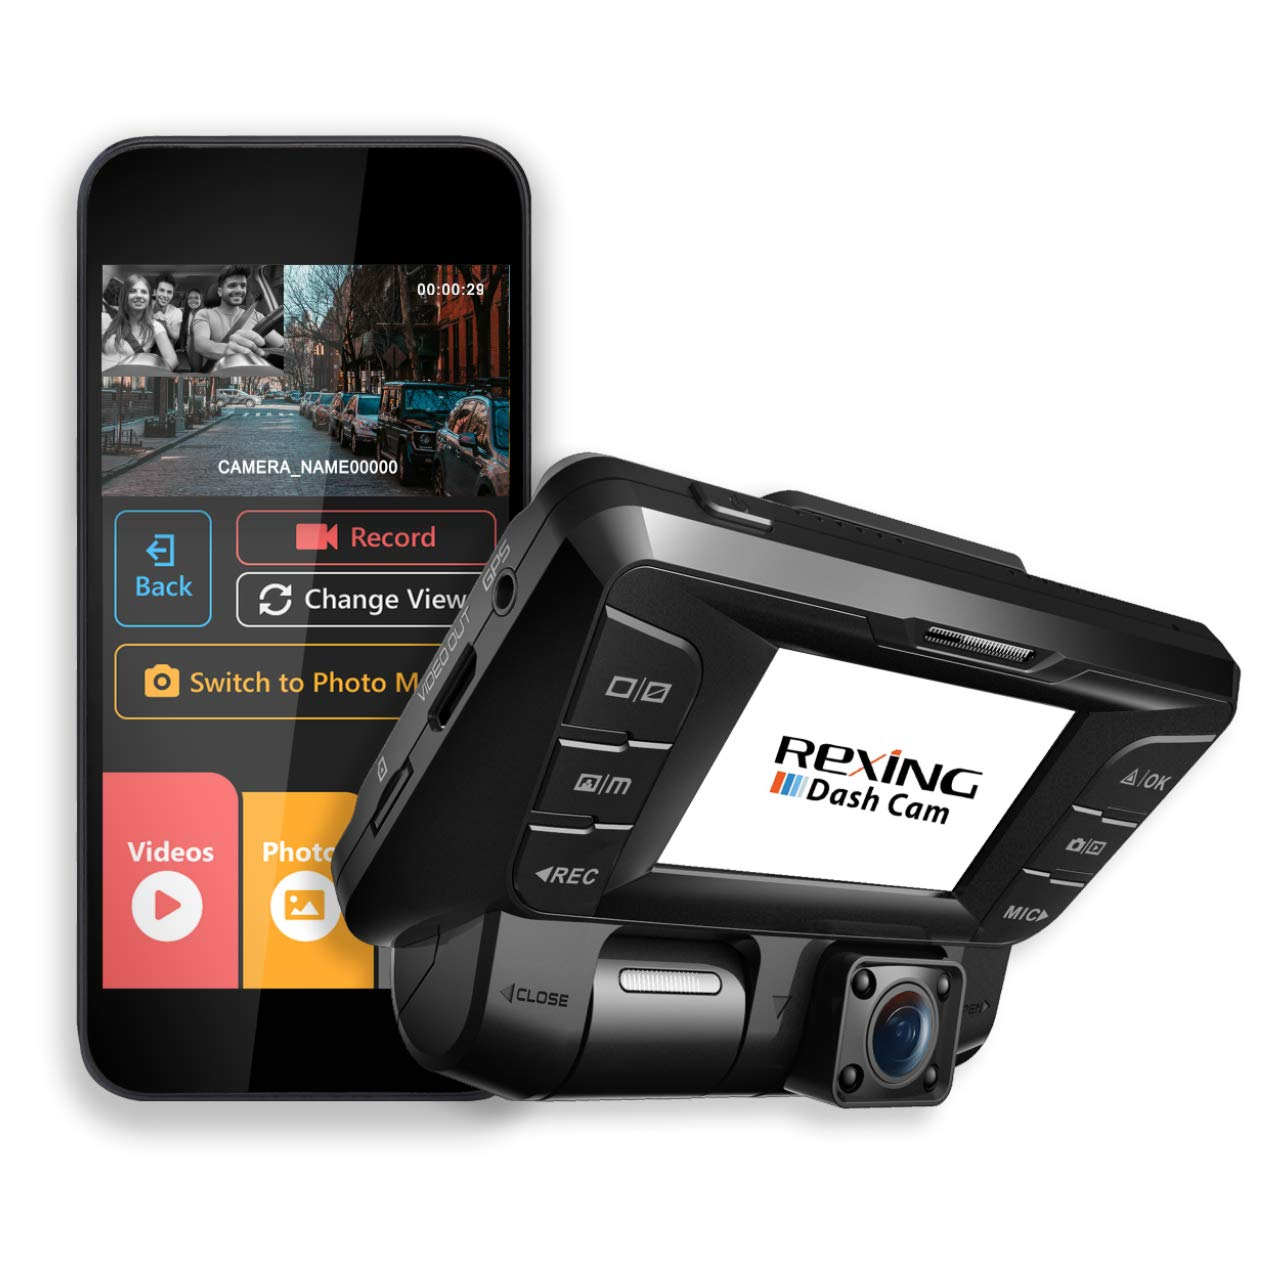 00:00:29
CAMERA_NAME00000
Back
Record
Change View
Switch to Photo M
Videos
Photo
GPS
VIDEO OUT
m
REC
REXING
Dash Cam
OK
MIC
CLOSE